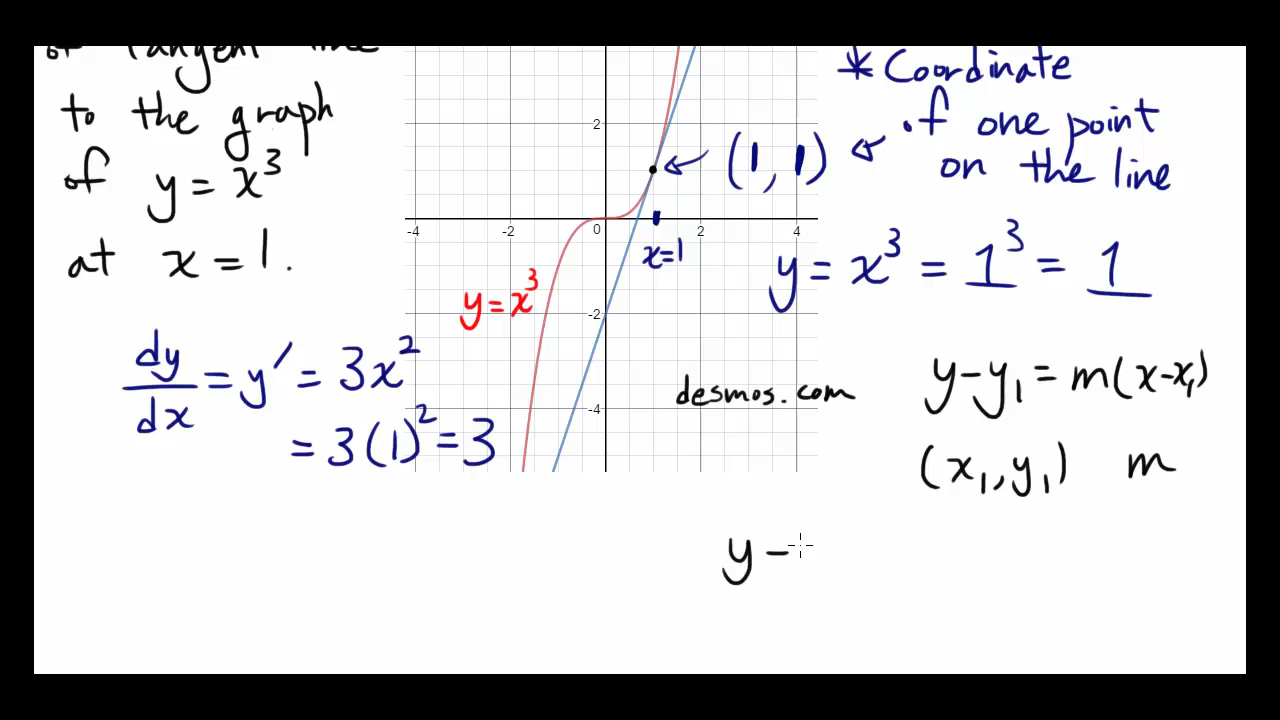 of Tangent line
to the graph
of y = x³
at x = 1.
dy/dx = y′ = 3x²
= 3(1)² = 3
2
-4 -2 0 2 4
-2
-4
y = x³
x=1
(1, 1)
desmos.com
* Coordinate
of one point
on the line
y = x³ = 1³ = 1
y - y₁ = m(x - x₁)
(x₁, y₁) m
y -